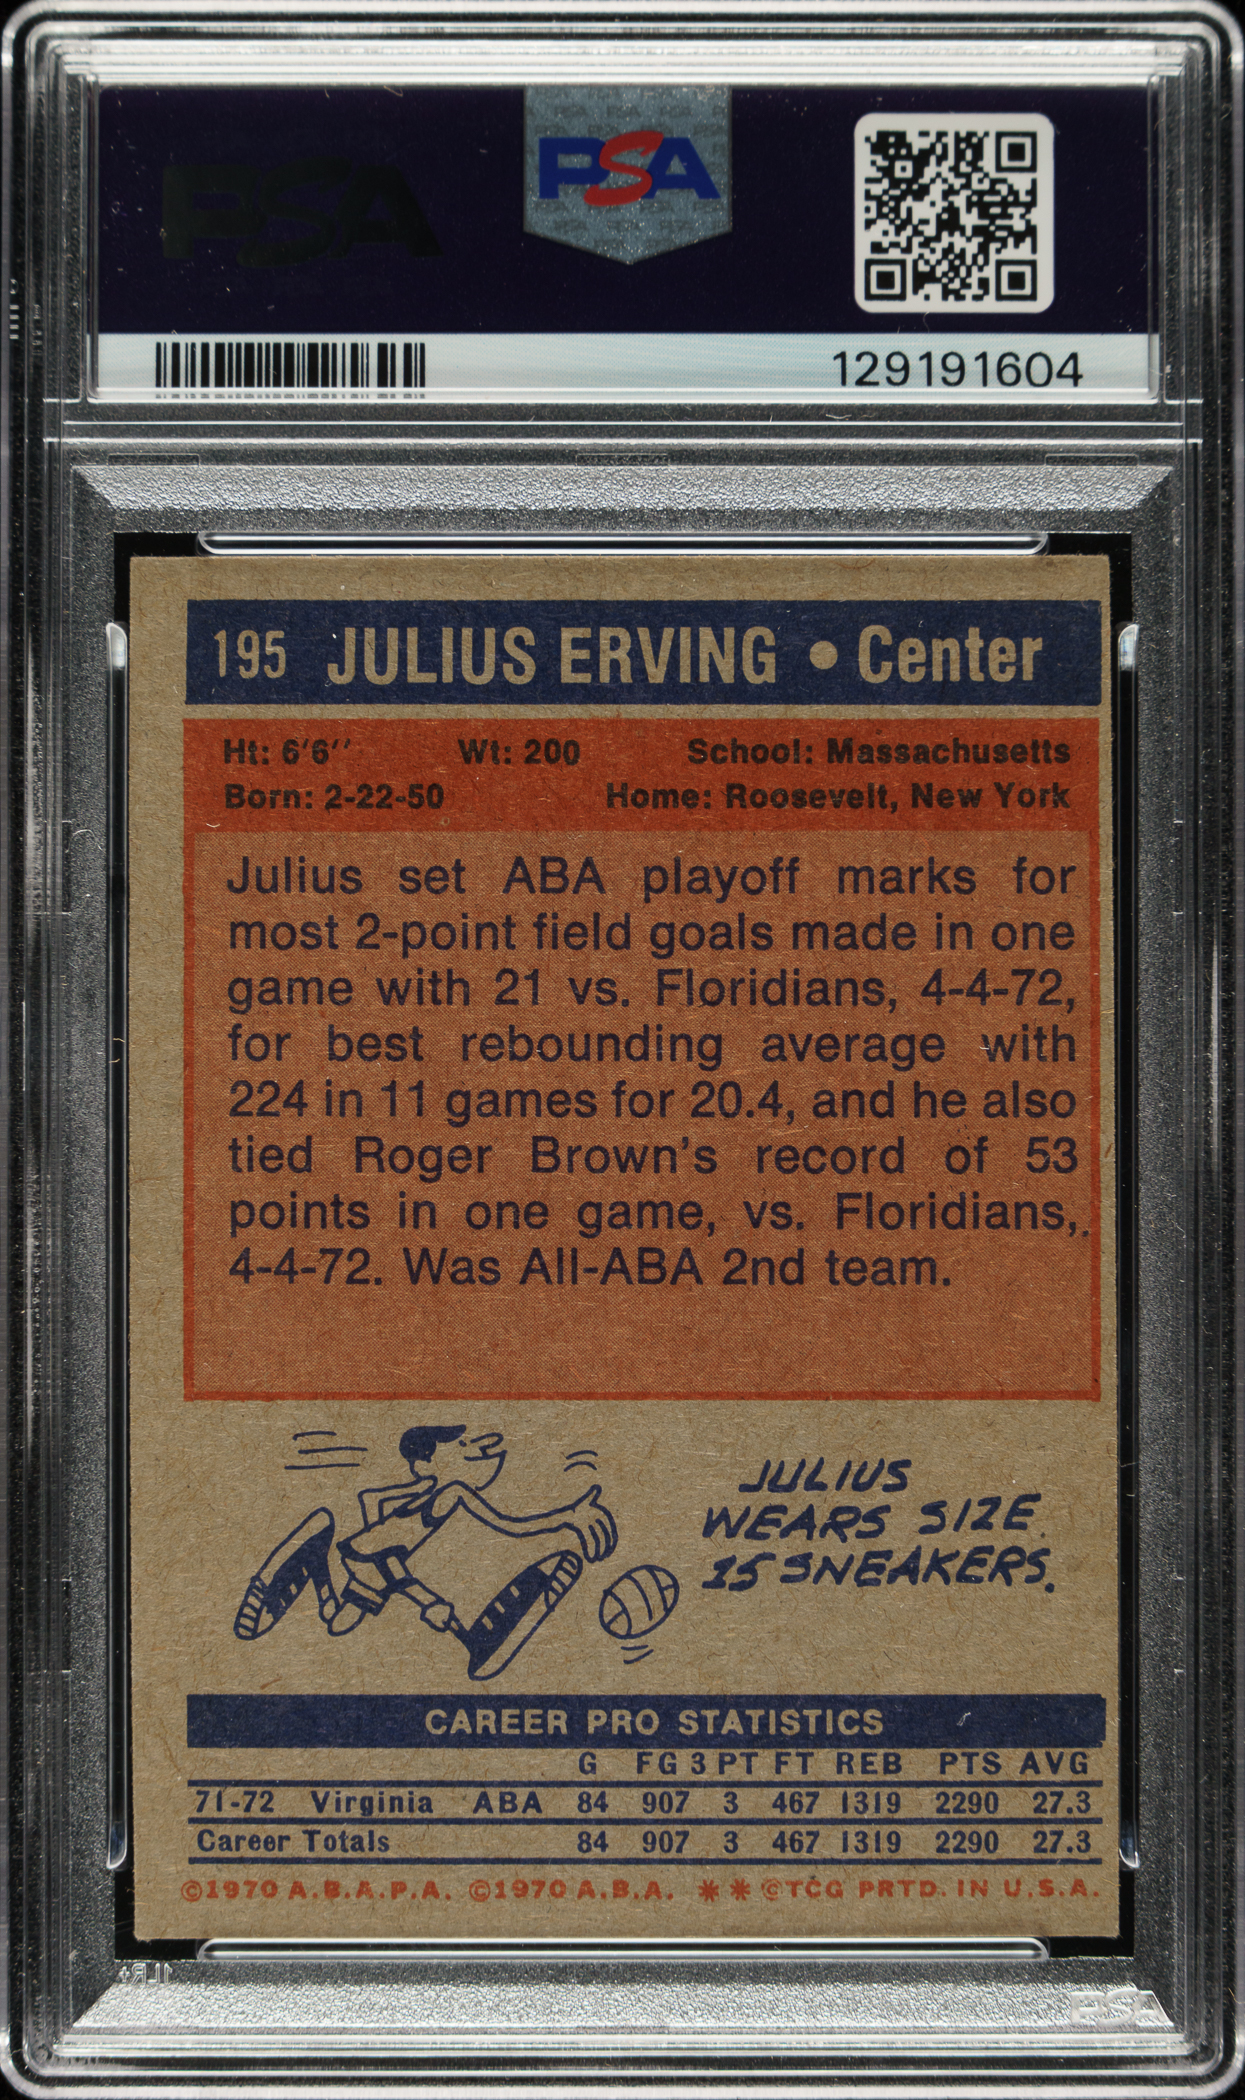 PSA
PSA
129191604
195 JULIUS ERVING • Center
Ht: 6'6'' Wt: 200 School: Massachusetts
Born: 2-22-50 Home: Roosevelt, New York
Julius set ABA playoff marks for
most 2-point field goals made in one
game with 21 vs. Floridians, 4-4-72,
for best rebounding average with
224 in 11 games for 20.4, and he also
tied Roger Brown's record of 53
points in one game, vs. Floridians,.
4-4-72. Was All-ABA 2nd team.
JULIUS
WEARS SIZE
15 SNEAKERS.
CAREER PRO STATISTICS
G FG 3 PT FT REB PTS AVG
71-72 Virginia ABA 84 907 3 467 1319 2290 27.3
Career Totals 84 907 3 467 1319 2290 27.3
©1970 A.B.A.P.A. ©1970 A.B.A. ** ©TCG PRTD. IN U.S.A.
PSA